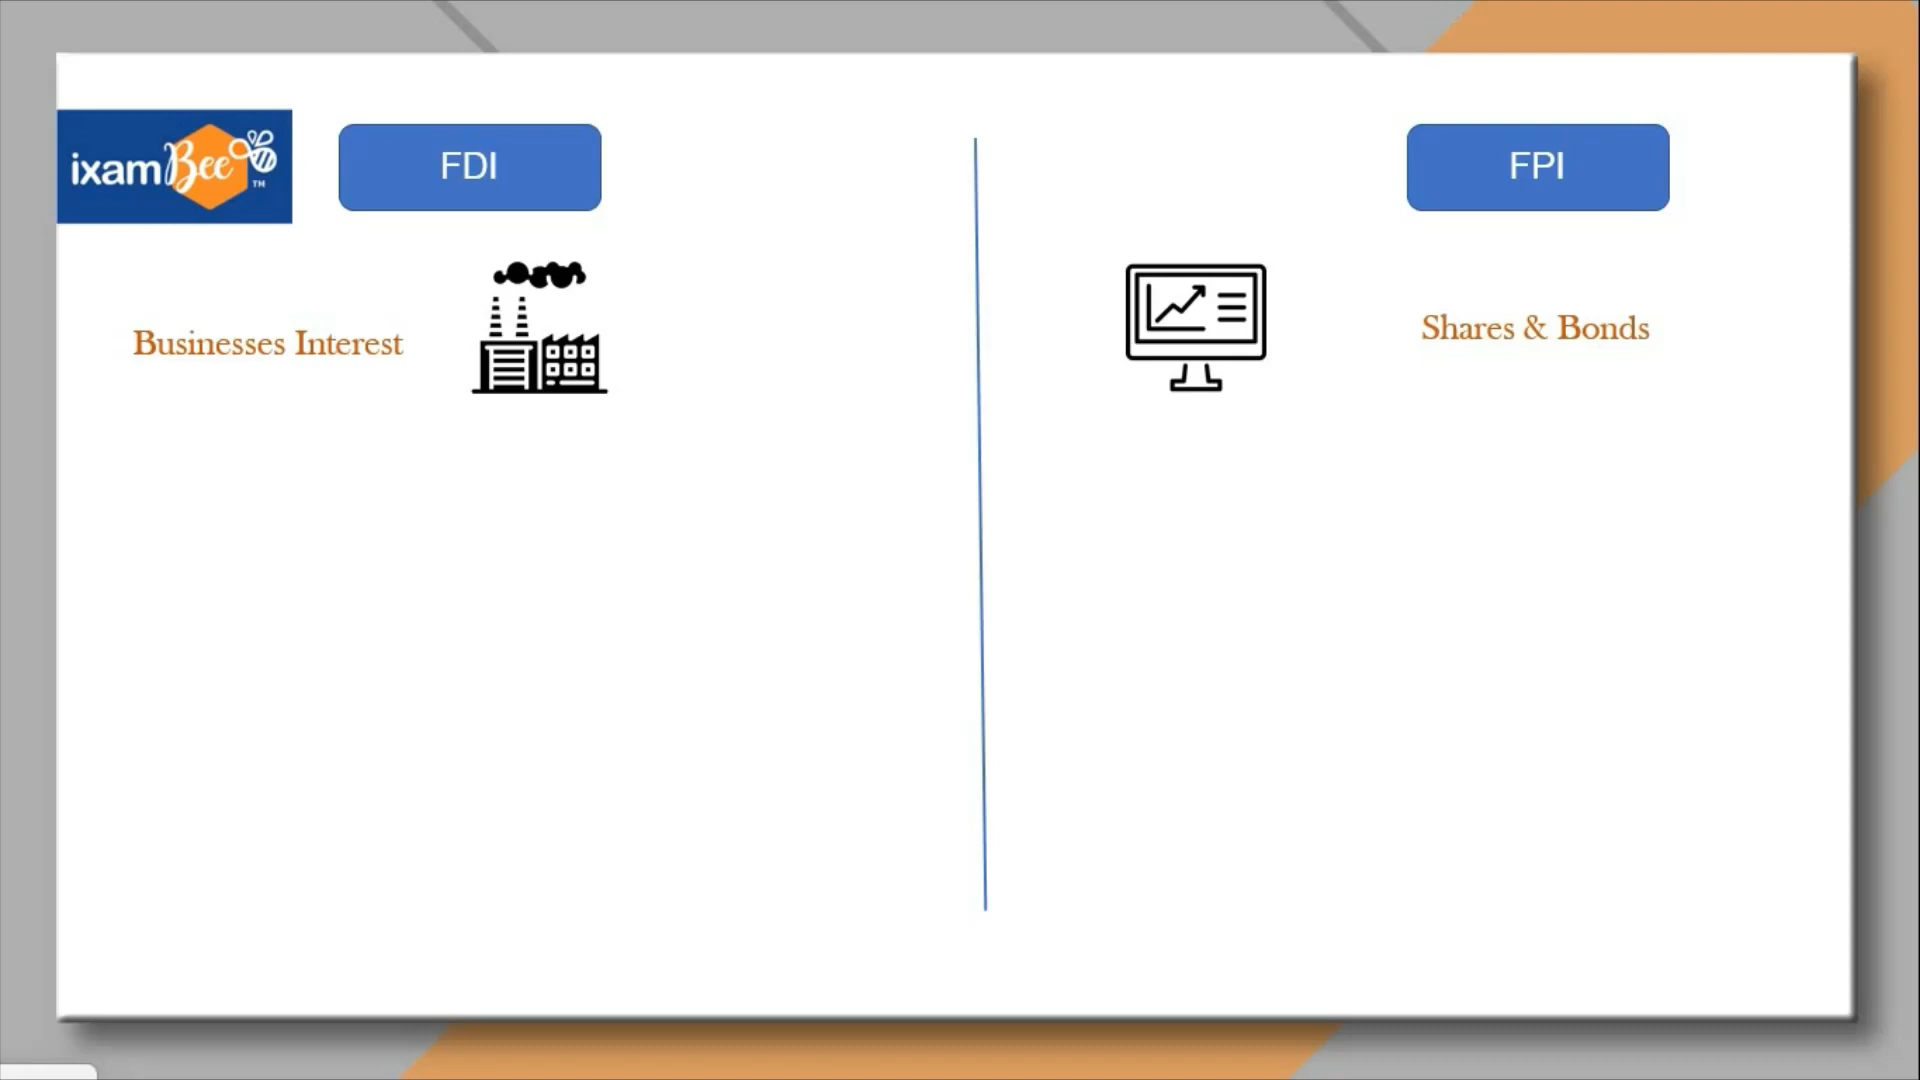 ixamBee TM
FDI
FPI
Businesses Interest
Shares & Bonds